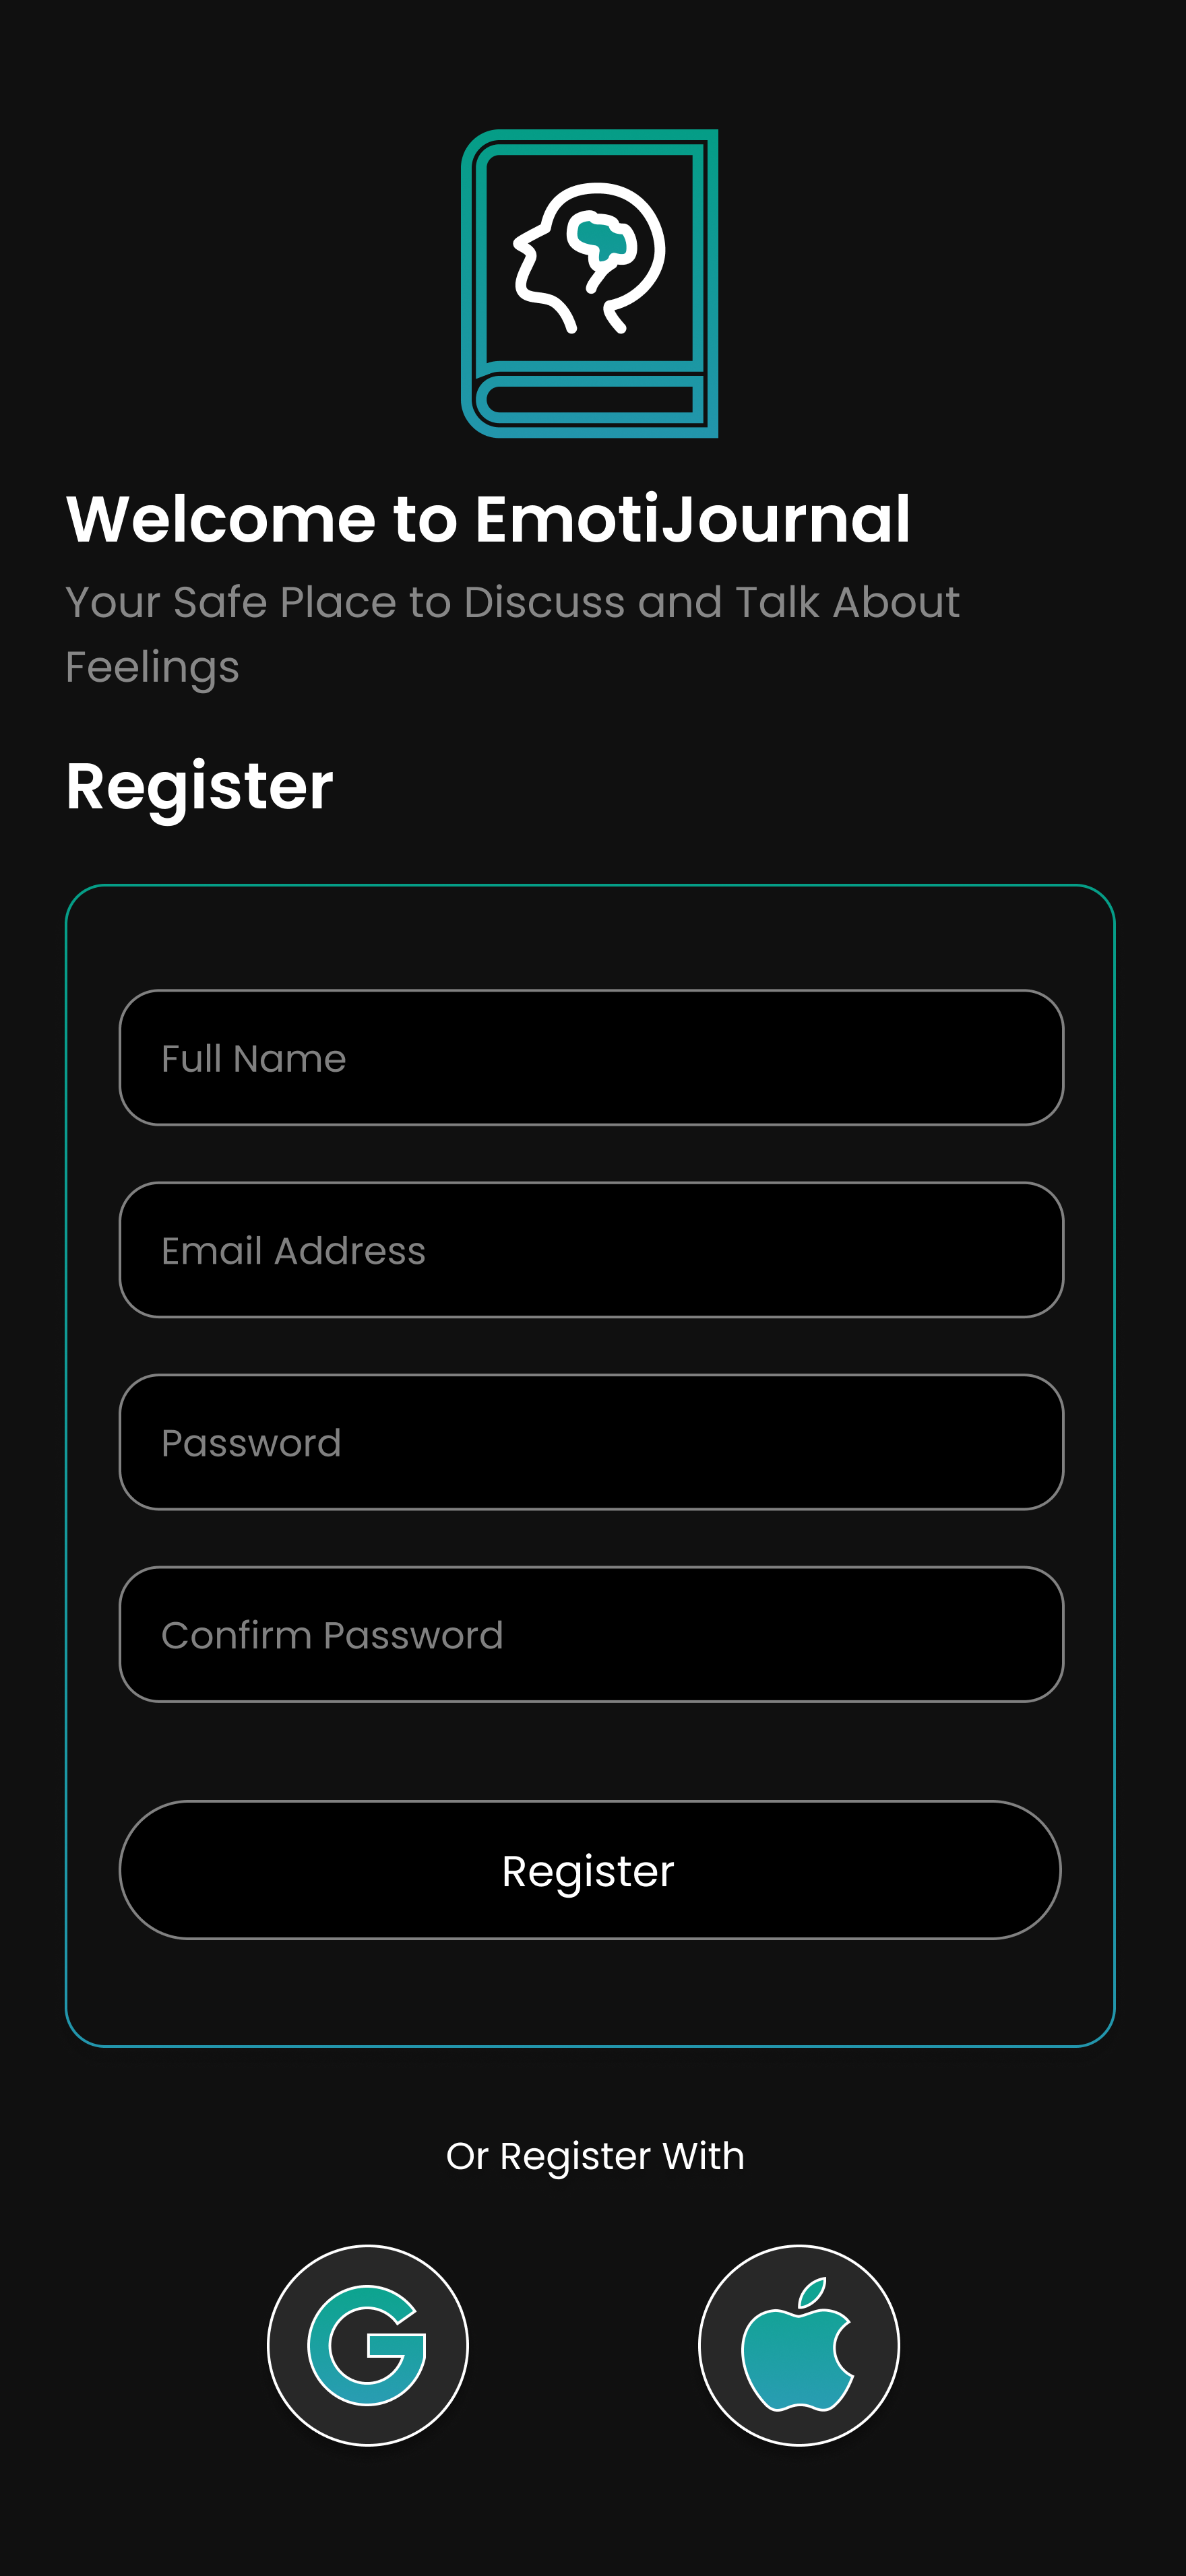 Welcome to EmotiJournal
Your Safe Place to Discuss and Talk About
Feelings
Register
Full Name
Email Address
Password
Confirm Password
Register
Or Register With